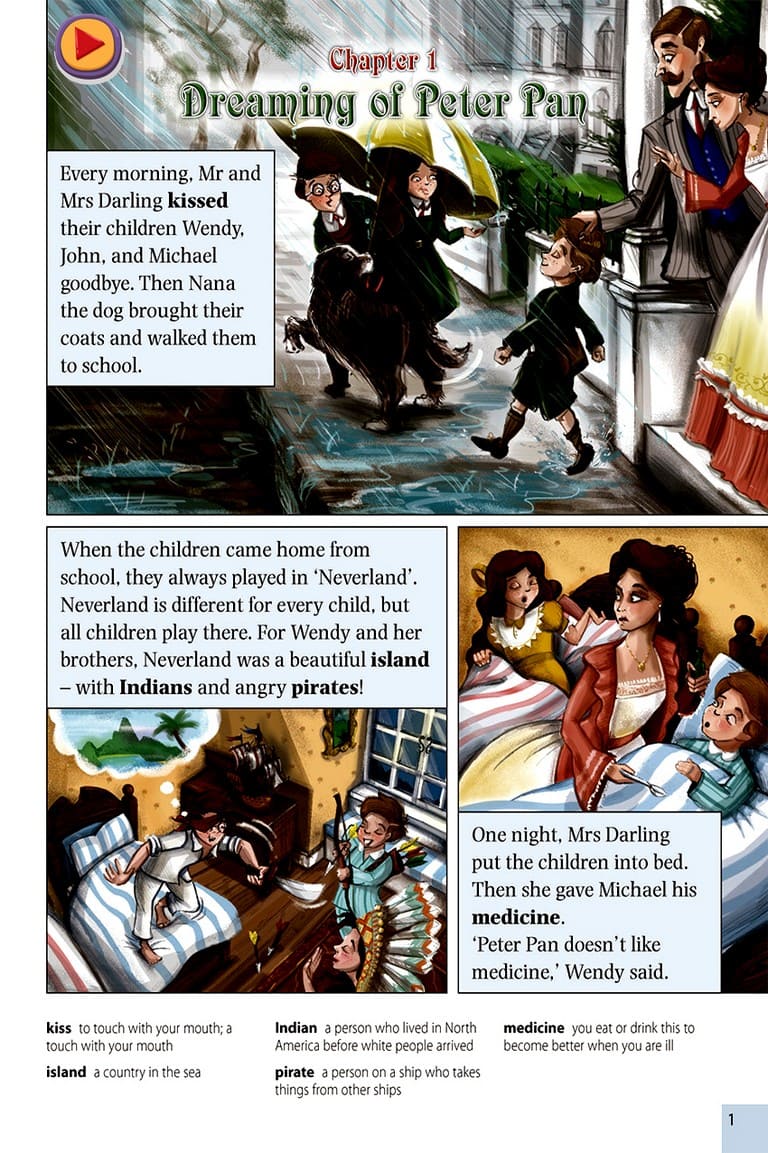 Chapter 1
Dreaming of Peter Pan
Every morning, Mr and
Mrs Darling kissed
their children Wendy,
John, and Michael
goodbye. Then Nana
the dog brought their
coats and walked them
to school.
When the children came home from
school, they always played in ‘Neverland’.
Neverland is different for every child, but
all children play there. For Wendy and her
brothers, Neverland was a beautiful island
– with Indians and angry pirates!
One night, Mrs Darling
put the children into bed.
Then she gave Michael his
medicine.
‘Peter Pan doesn’t like
medicine,’ Wendy said.
kiss to touch with your mouth; a
touch with your mouth
island a country in the sea
Indian a person who lived in North
America before white people arrived
pirate a person on a ship who takes
things from other ships
medicine you eat or drink this to
become better when you are ill
1